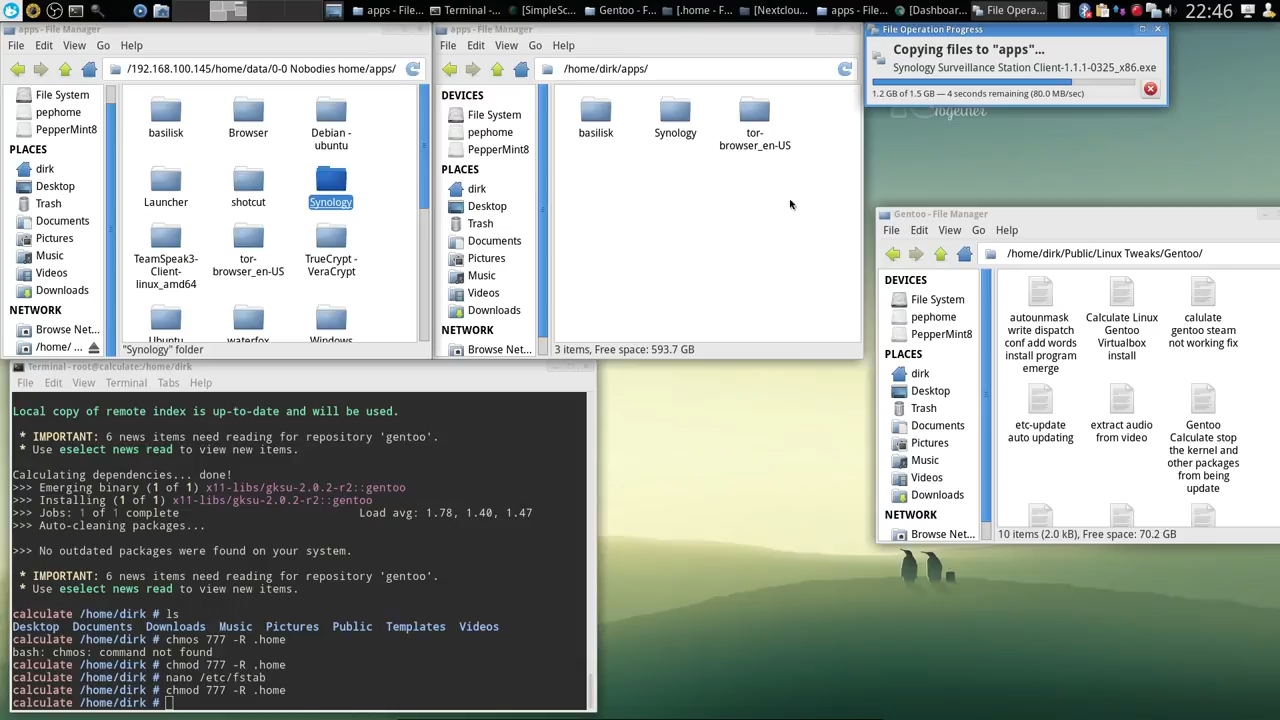 apps - File...
Terminal -...
[SimpleSc...
Gentoo - F...
[.home - F...
[Nextclou...
apps - File...
[Dashboar...
File Opera...
22:46
apps - File Manager
File Edit View Go Help
/192.168.100.145/home/data/0-0 Nobodies home/apps/
File System
pephome
PepperMint8
PLACES
dirk
Desktop
Trash
Documents
Pictures
Music
Videos
Downloads
NETWORK
Browse Net...
/home/ ...
basilisk
Browser
Debian -
ubuntu
Launcher
shotcut
Synology
TeamSpeak3-
Client-
linux_amd64
tor-
browser_en-US
TrueCrypt -
VeraCrypt
Ubuntu
waterfox
Windows
"Synology" folder
apps - File Manager
File Edit View Go Help
/home/dirk/apps/
DEVICES
File System
pephome
PepperMint8
PLACES
dirk
Desktop
Trash
Documents
Pictures
Music
Videos
Downloads
NETWORK
Browse Net...
basilisk
Synology
tor-
browser_en-US
3 items, Free space: 593.7 GB
File Operation Progress
Copying files to "apps"...
Synology Surveillance Station Client-1.1.1-0325_x86.exe
1.2 GB of 1.5 GB — 4 seconds remaining (80.0 MB/sec)
Together
Gentoo - File Manager
File Edit View Go Help
/home/dirk/Public/Linux Tweaks/Gentoo/
DEVICES
File System
pephome
PepperMint8
PLACES
dirk
Desktop
Trash
Documents
Pictures
Music
Videos
Downloads
NETWORK
Browse Net...
autounmask
write dispatch
conf add words
install program
emerge
Calculate Linux
Gentoo
Virtualbox
install
calulate
gentoo steam
not working fix
etc-update
auto updating
extract audio
from video
Gentoo
Calculate stop
the kernel and
other packages
from being
update
10 items (2.0 kB), Free space: 70.2 GB
Terminal - root@calculate:/home/dirk
File Edit View Terminal Tabs Help
Local copy of remote index is up-to-date and will be used.
* IMPORTANT: 6 news items need reading for repository 'gentoo'.
* Use eselect news read to view new items.
Calculating dependencies... done!
>>> Emerging binary (1 of 1) x11-libs/gksu-2.0.2-r2::gentoo
>>> Installing (1 of 1) x11-libs/gksu-2.0.2-r2::gentoo
>>> Jobs: 1 of 1 complete Load avg: 1.78, 1.40, 1.47
>>> Auto-cleaning packages...
>>> No outdated packages were found on your system.
* IMPORTANT: 6 news items need reading for repository 'gentoo'.
* Use eselect news read to view new items.
calculate /home/dirk # ls
Desktop Documents Downloads Music Pictures Public Templates Videos
calculate /home/dirk # chmos 777 -R .home
bash: chmos: command not found
calculate /home/dirk # chmod 777 -R .home
calculate /home/dirk # nano /etc/fstab
calculate /home/dirk # chmod 777 -R .home
calculate /home/dirk #